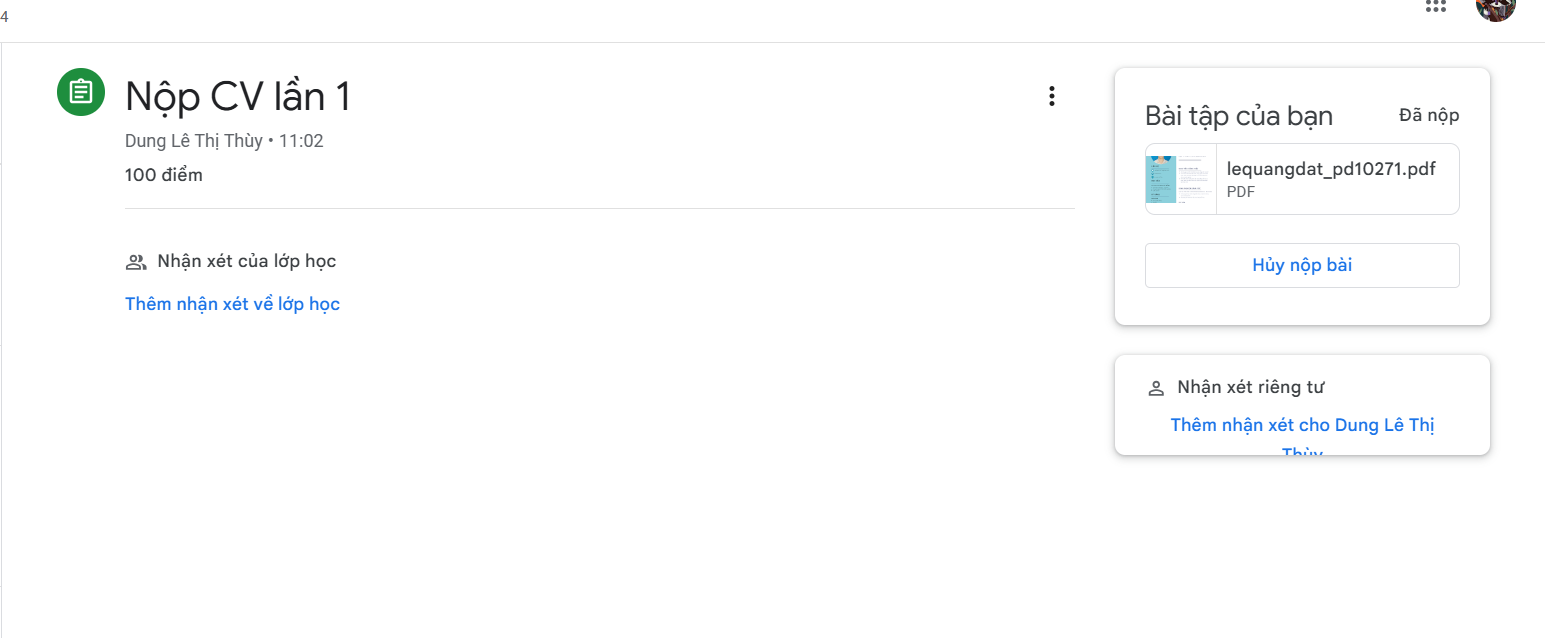 4
Nộp CV lần 1
Dung Lê Thị Thùy • 11:02
100 điểm
Nhận xét của lớp học
Thêm nhận xét về lớp học
Bài tập của bạn
Đã nộp
lequangdat_pd10271.pdf
PDF
Hủy nộp bài
Nhận xét riêng tư
Thêm nhận xét cho Dung Lê Thị
Thùy